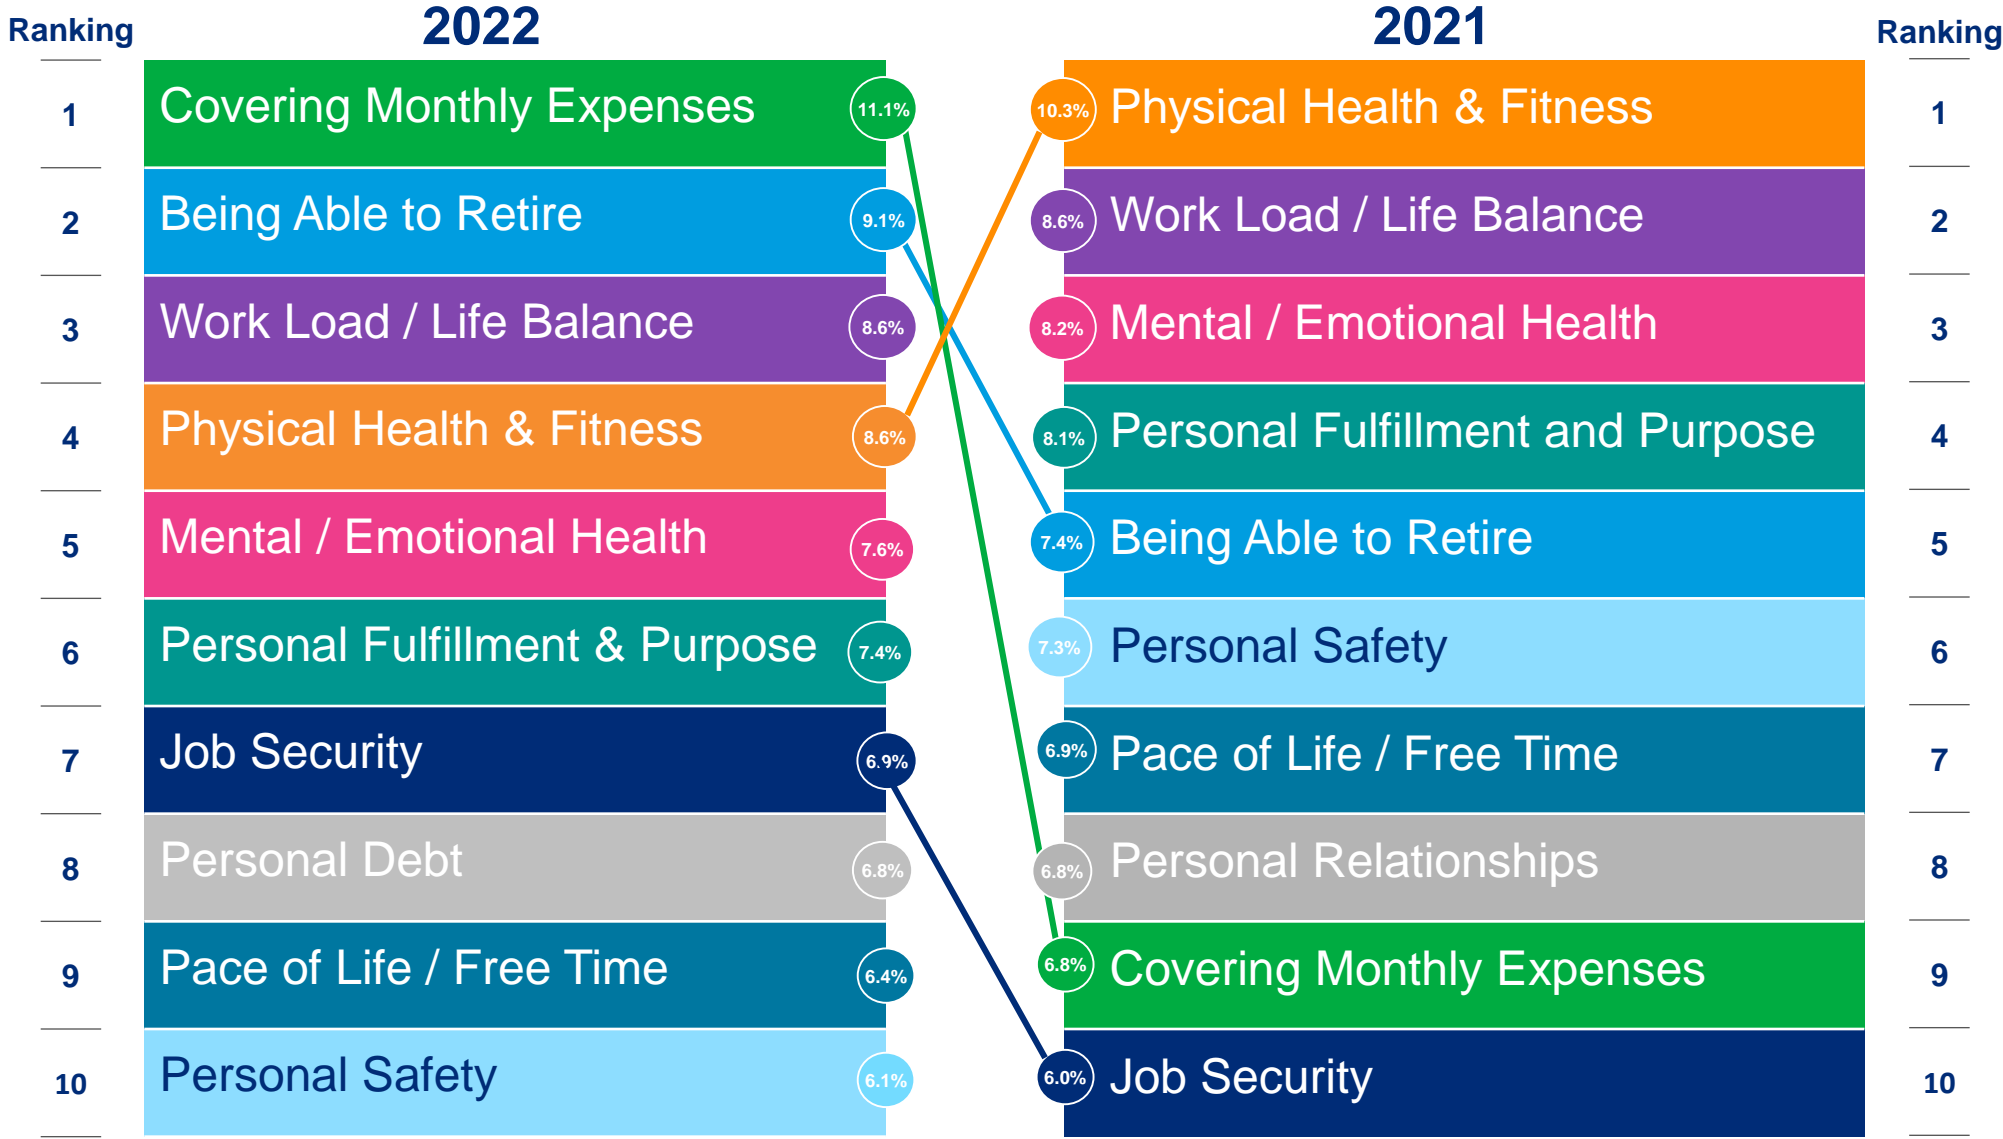 Ranking 2022 2021 Ranking
1 Covering Monthly Expenses 11.1% 10.3% Physical Health & Fitness 1
2 Being Able to Retire 9.1% 8.6% Work Load / Life Balance 2
3 Work Load / Life Balance 8.6% 8.2% Mental / Emotional Health 3
4 Physical Health & Fitness 8.6% 8.1% Personal Fulfillment and Purpose 4
5 Mental / Emotional Health 7.6% 7.4% Being Able to Retire 5
6 Personal Fulfillment & Purpose 7.4% 7.3% Personal Safety 6
7 Job Security 6.9% 6.9% Pace of Life / Free Time 7
8 Personal Debt 6.8% 6.8% Personal Relationships 8
9 Pace of Life / Free Time 6.4% 6.8% Covering Monthly Expenses 9
10 Personal Safety 6.1% 6.0% Job Security 10